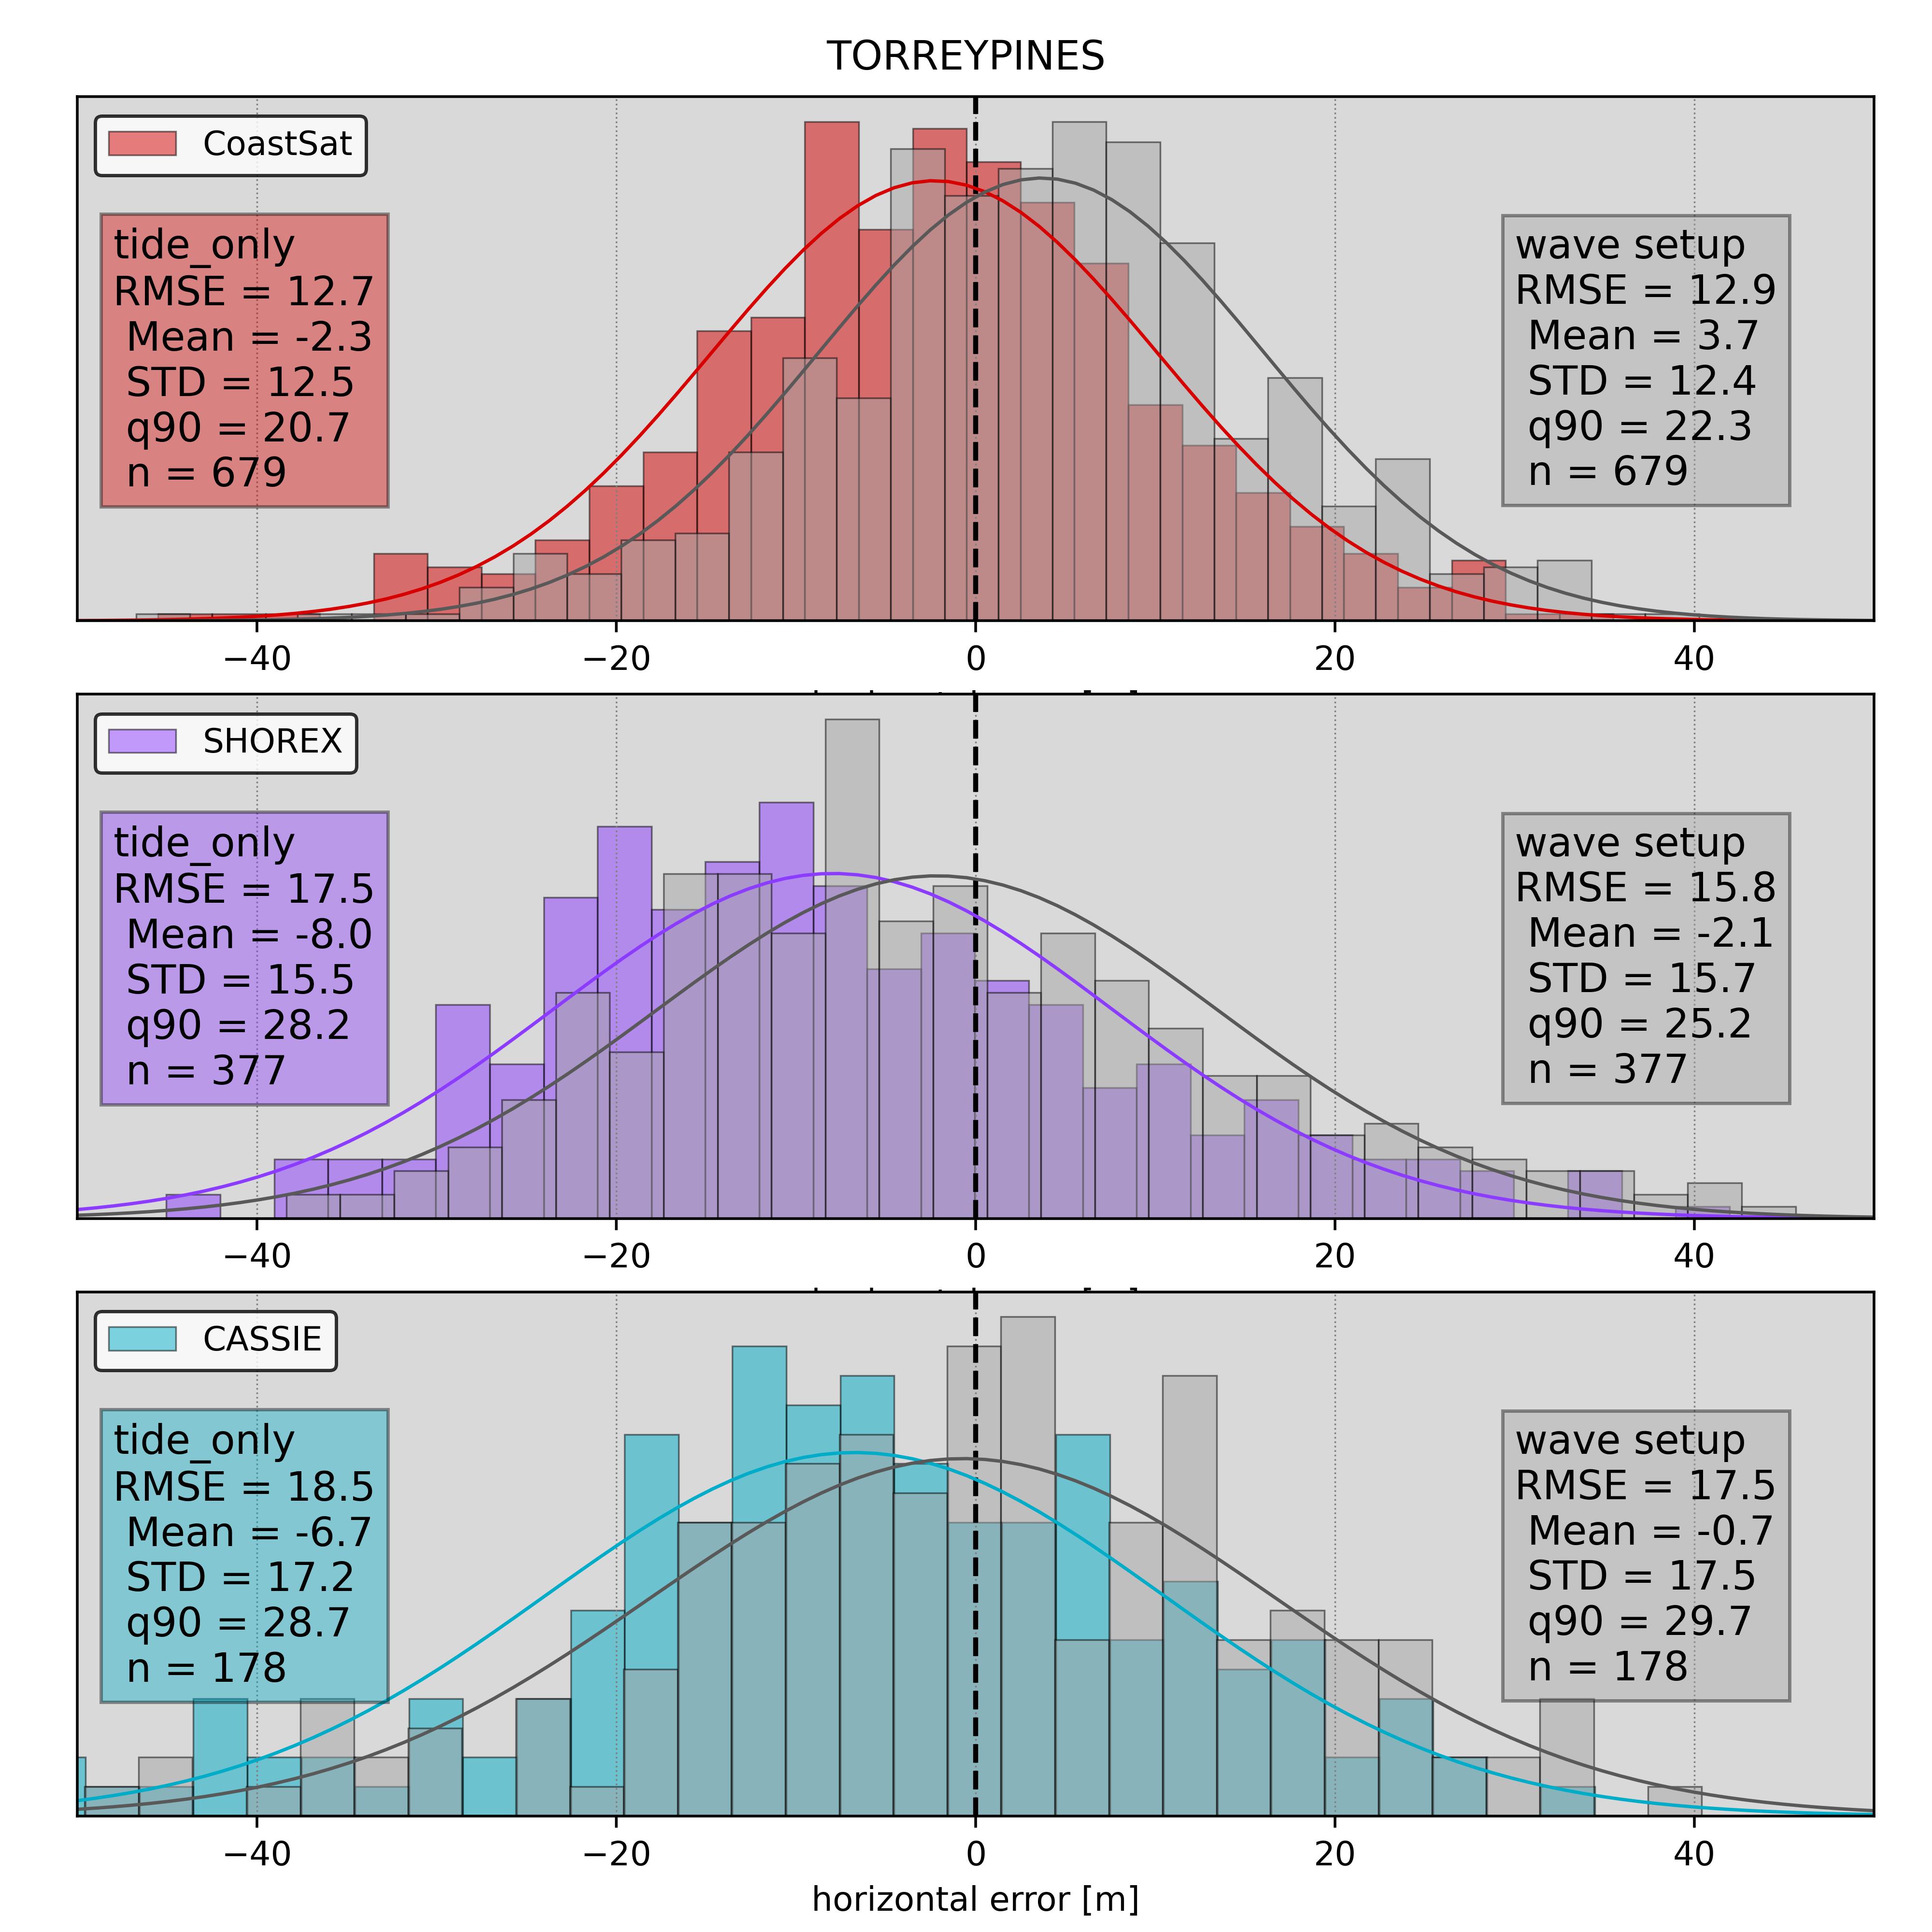 TORREYPINES
CoastSat
tide_only
RMSE = 12.7
Mean = -2.3
STD = 12.5
q90 = 20.7
n = 679
wave setup
RMSE = 12.9
Mean = 3.7
STD = 12.4
q90 = 22.3
n = 679
−40 −20 0 20 40
SHOREX
tide_only
RMSE = 17.5
Mean = -8.0
STD = 15.5
q90 = 28.2
n = 377
wave setup
RMSE = 15.8
Mean = -2.1
STD = 15.7
q90 = 25.2
n = 377
−40 −20 0 20 40
CASSIE
tide_only
RMSE = 18.5
Mean = -6.7
STD = 17.2
q90 = 28.7
n = 178
wave setup
RMSE = 17.5
Mean = -0.7
STD = 17.5
q90 = 29.7
n = 178
−40 −20 0 20 40
horizontal error [m]